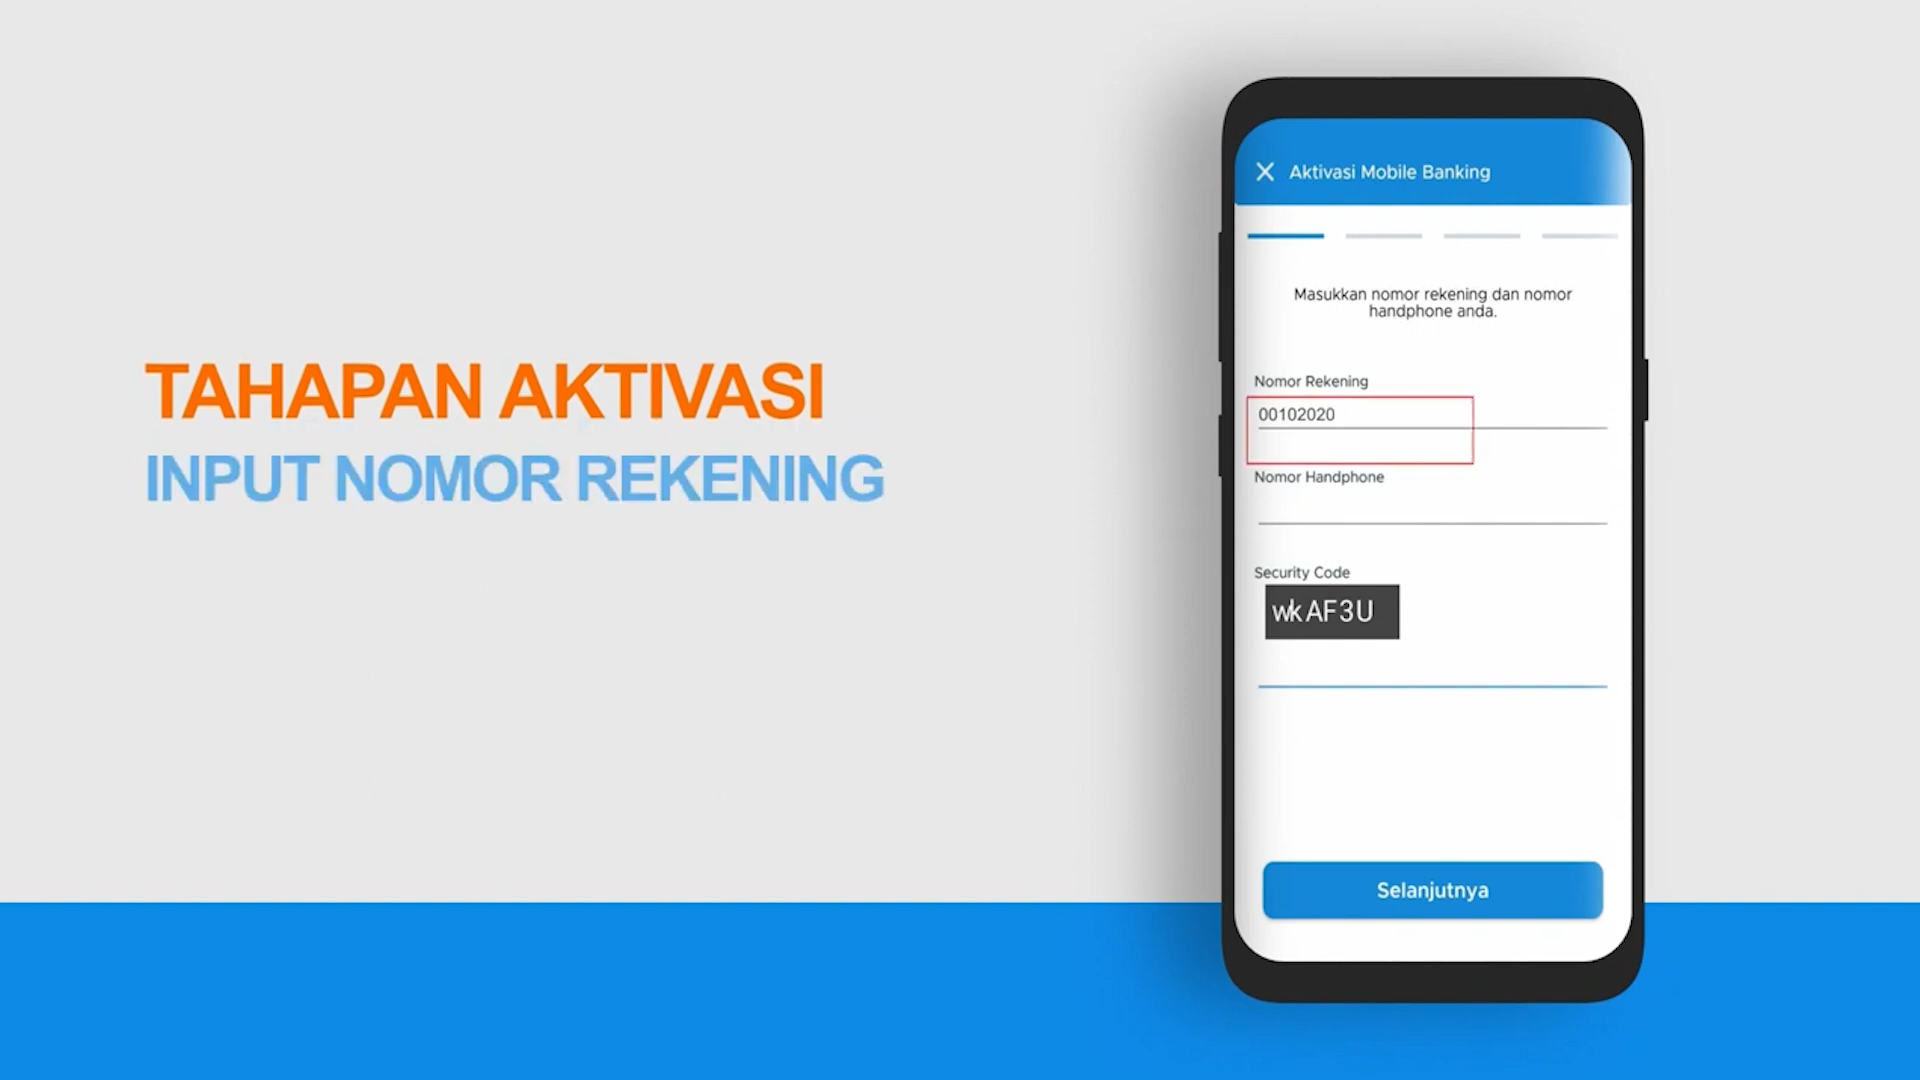 TAHAPAN AKTIVASI
INPUT NOMOR REKENING
Aktivasi Mobile Banking
Masukkan nomor rekening dan nomor
handphone anda.
Nomor Rekening
00102020
Nomor Handphone
Security Code
wkAF3U
Selanjutnya